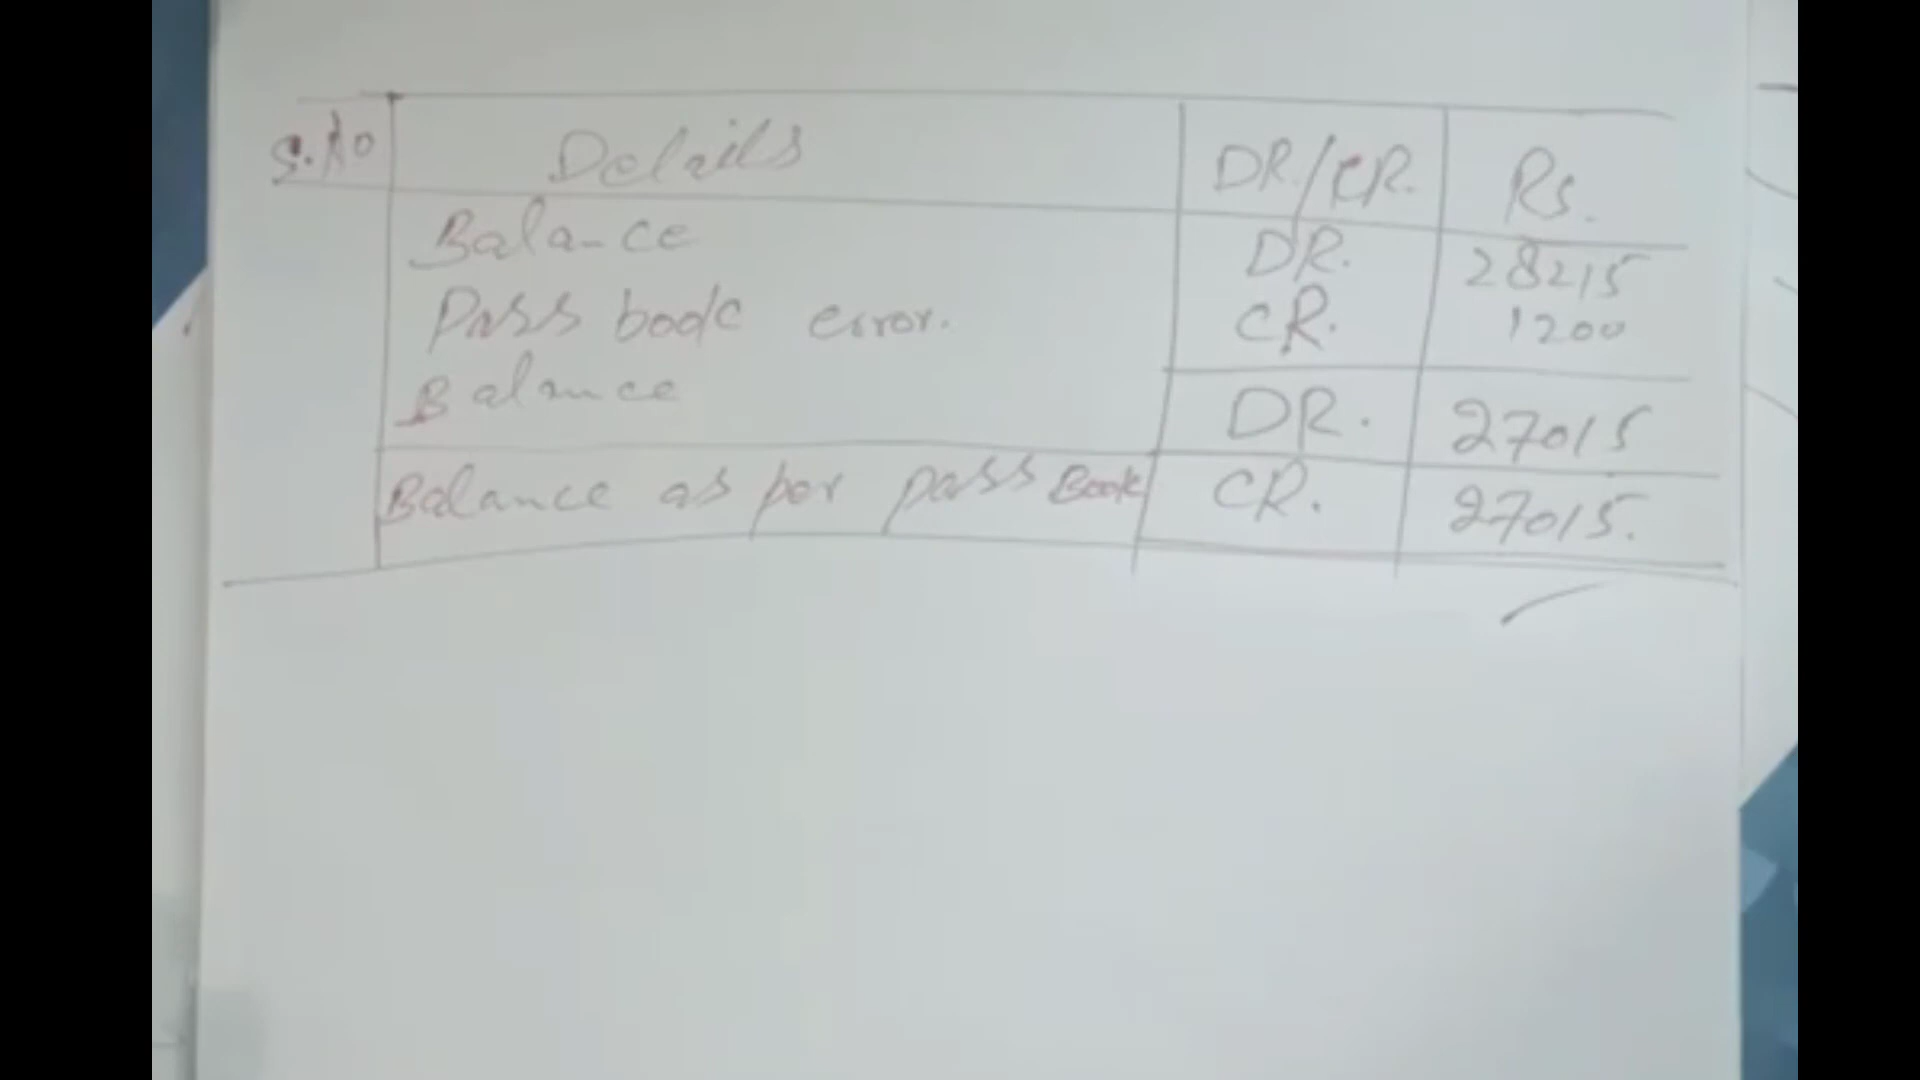 S.No Details DR./CR. Rs.
Balance DR. 28215
Pass book error. CR. 1200
Balance DR. 27015
Balance as per pass Book CR. 27015.